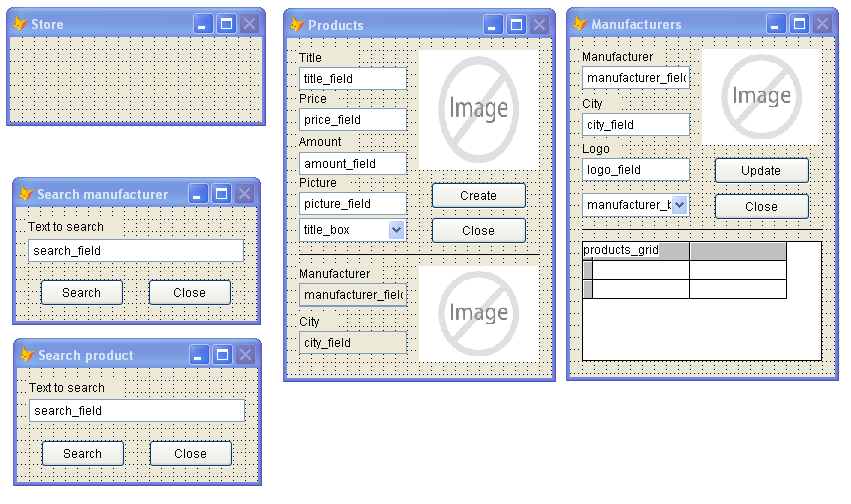 Store
Search manufacturer
Text to search
search_field
Search
Close
Search product
Text to search
search_field
Search
Close
Products
Title
title_field
Price
price_field
Amount
amount_field
Picture
picture_field
title_box
Image
Create
Close
Manufacturer
manufacturer_field
City
city_field
Image
Manufacturers
Manufacturer
manufacturer_field
City
city_field
Logo
logo_field
manufacturer_b
Image
Update
Close
products_grid